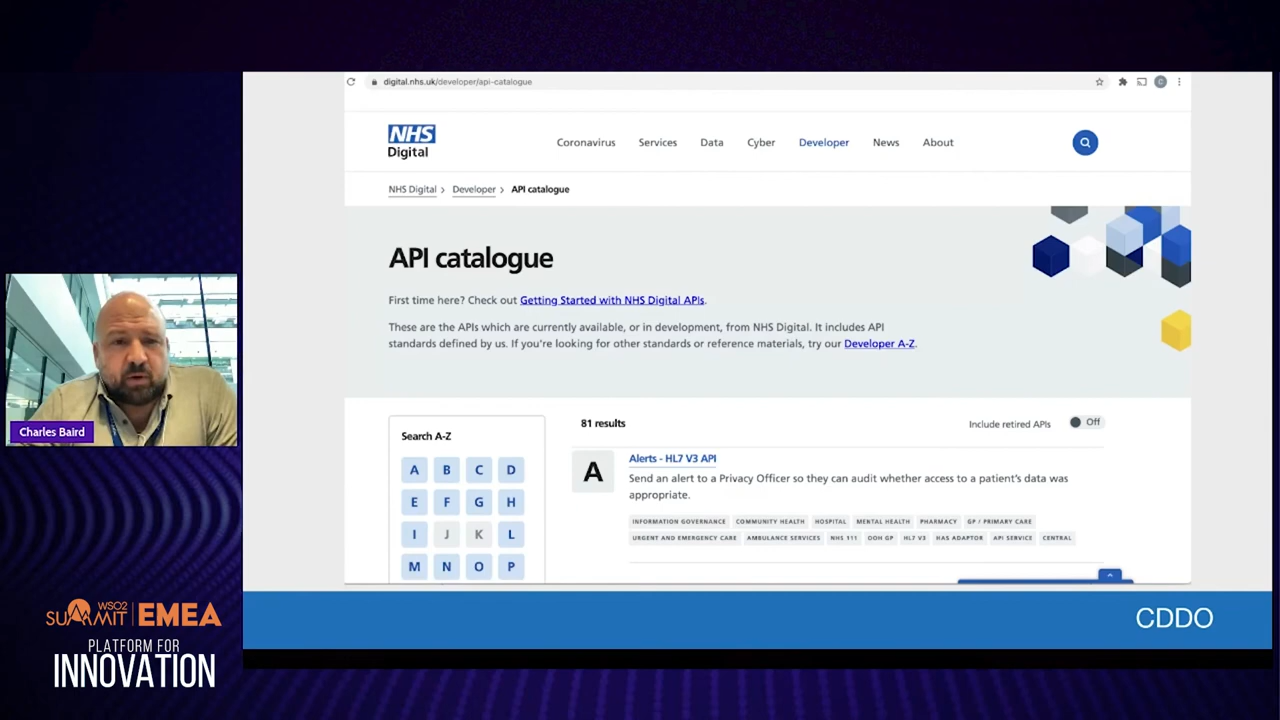 digital.nhs.uk/developer/api-catalogue
C
NHS
Digital
Coronavirus Services Data Cyber Developer News About
NHS Digital > Developer > API catalogue
API catalogue
First time here? Check out Getting Started with NHS Digital APIs.
These are the APIs which are currently available, or in development, from NHS Digital. It includes API
standards defined by us. If you're looking for other standards or reference materials, try our Developer A-Z.
Search A-Z
A B C D
E F G H
I J K L
M N O P
81 results
Include retired APIs Off
A
Alerts - HL7 V3 API
Send an alert to a Privacy Officer so they can audit whether access to a patient's data was
appropriate.
INFORMATION GOVERNANCE COMMUNITY HEALTH HOSPITAL MENTAL HEALTH PHARMACY GP / PRIMARY CARE
URGENT AND EMERGENCY CARE AMBULANCE SERVICES NHS 111 OOH GP HL7 V3 HAS ADAPTOR API SERVICE CENTRAL
CDDO
Charles Baird
WSO2
SUMMIT EMEA
PLATFORM FOR
INNOVATION